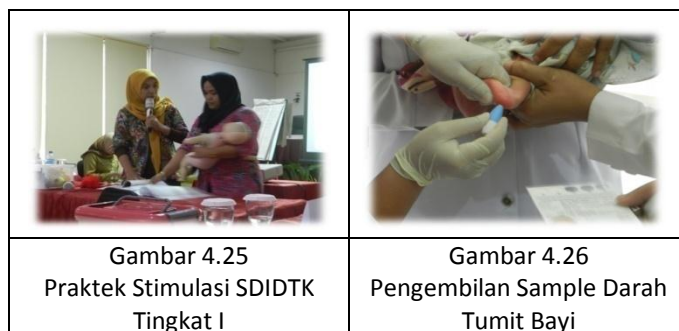 Gambar 4.25
Praktek Stimulasi SDIDTK
Tingkat I
Gambar 4.26
Pengembilan Sample Darah
Tumit Bayi